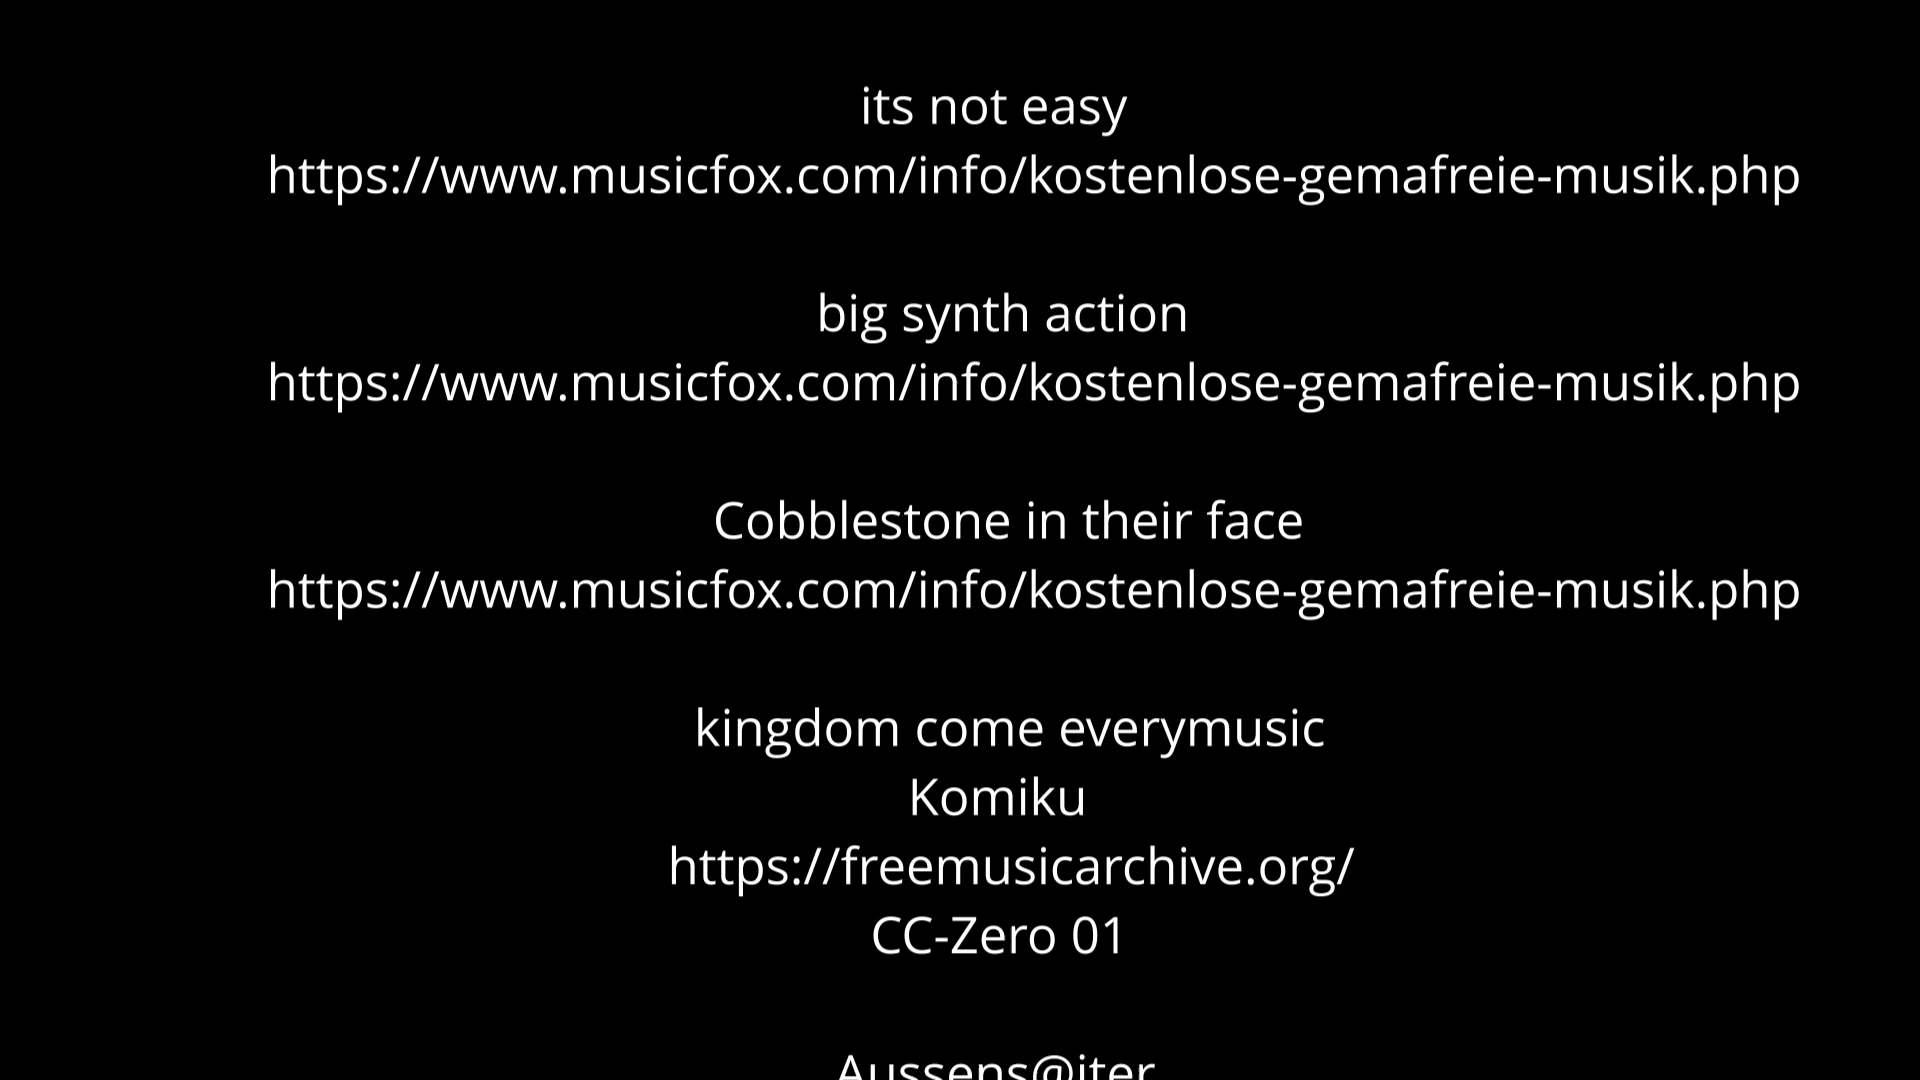 its not easy
https://www.musicfox.com/info/kostenlose-gemafreie-musik.php
big synth action
https://www.musicfox.com/info/kostenlose-gemafreie-musik.php
Cobblestone in their face
https://www.musicfox.com/info/kostenlose-gemafreie-musik.php
kingdom come everymusic
Komiku
https://freemusicarchive.org/
CC-Zero 01
Aussens@iter